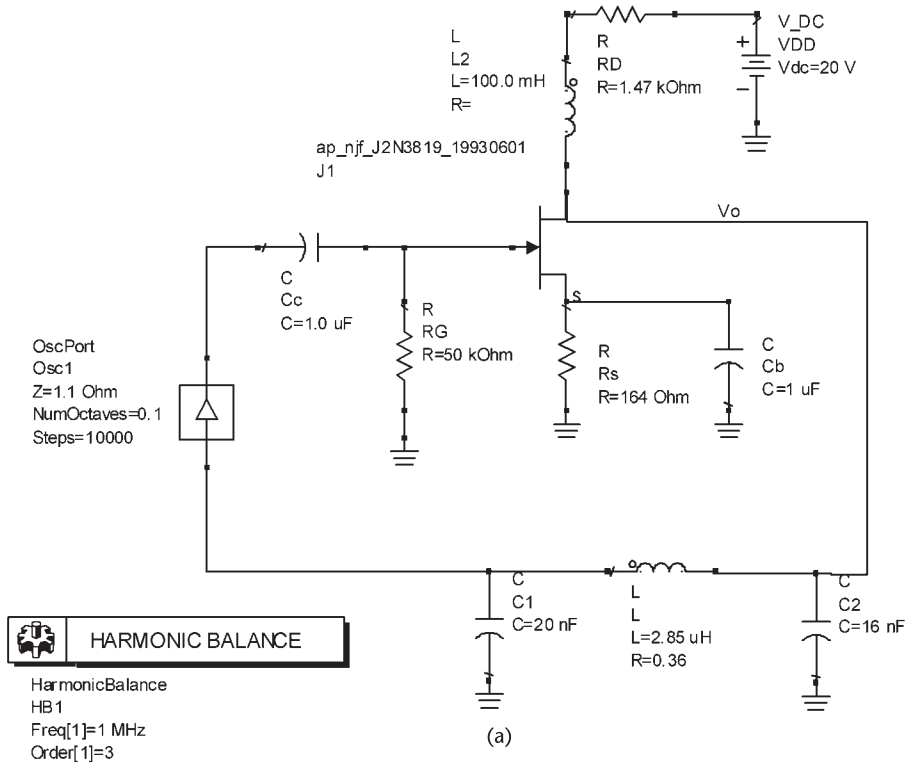 L
L2
L=100.0 mH
R=
R
RD
R=1.47 kOhm
+
−
V_DC
VDD
Vdc=20 V
ap_njf_J2N3819_19930601
J1
Vo
C
Cc
C=1.0 uF
R
RG
R=50 kOhm
S
R
Rs
R=164 Ohm
C
Cb
C=1 uF
OscPort
Osc1
Z=1.1 Ohm
NumOctaves=0.1
Steps=10000
C
C1
C=20 nF
L
L
L=2.85 uH
R=0.36
C
C2
C=16 nF
HARMONIC BALANCE
HarmonicBalance
HB1
Freq[1]=1 MHz
Order[1]=3
(a)